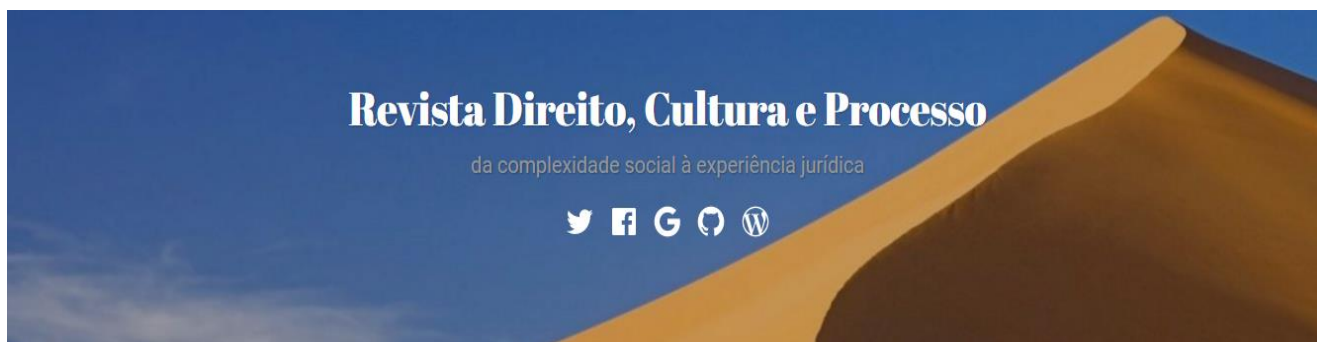 Revista Direito, Cultura e Processo
da complexidade social à experiência jurídica